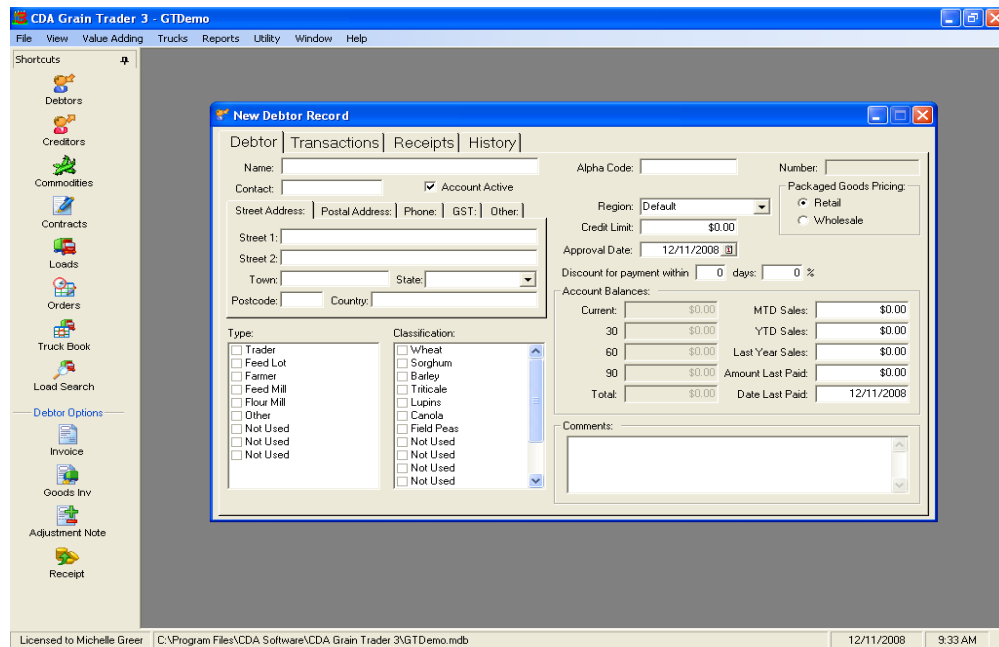 CDA Grain Trader 3 - GTDemo
File View Value Adding Trucks Reports Utility Window Help
Shortcuts
Debtors
Creditors
Commodities
Contracts
Loads
Orders
Truck Book
Load Search
Debtor Options
Invoice
Goods Inv
Adjustment Note
Receipt
New Debtor Record
Debtor Transactions Receipts History
Name:
Contact: Account Active
Street Address: Postal Address: Phone: GST: Other:
Street 1:
Street 2:
Town: State:
Postcode: Country:
Type:
Trader
Feed Lot
Farmer
Feed Mill
Flour Mill
Other
Not Used
Not Used
Not Used
Classification:
Wheat
Sorghum
Barley
Triticale
Lupins
Canola
Field Peas
Not Used
Not Used
Not Used
Not Used
Alpha Code: Number:
Packaged Goods Pricing:
Retail
Wholesale
Region: Default
Credit Limit: $0.00
Approval Date: 12/11/2008
Discount for payment within 0 days: 0 %
Account Balances:
Current: $0.00 MTD Sales: $0.00
30 $0.00 YTD Sales: $0.00
60 $0.00 Last Year Sales: $0.00
90 $0.00 Amount Last Paid: $0.00
Total: $0.00 Date Last Paid: 12/11/2008
Comments:
Licensed to Michelle Greer C:\Program Files\CDA Software\CDA Grain Trader 3\GTDemo.mdb 12/11/2008 9:33 AM